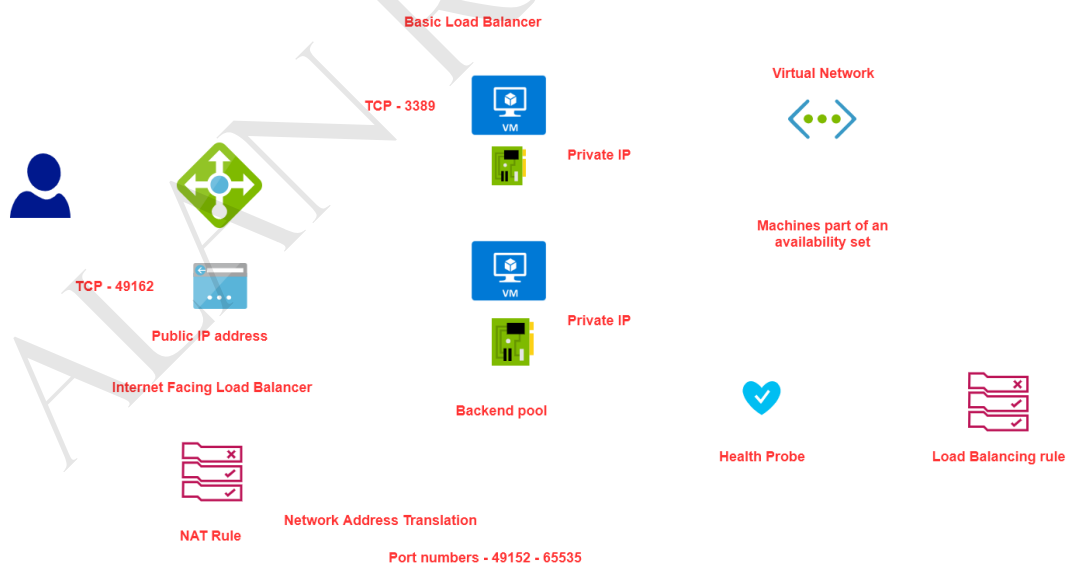 Basic Load Balancer
Virtual Network
TCP - 3389
VM
Private IP
Machines part of an
availability set
VM
TCP - 49162
Private IP
Public IP address
Internet Facing Load Balancer
Backend pool
Health Probe
Load Balancing rule
Network Address Translation
NAT Rule
Port numbers - 49152 - 65535
ALAN R